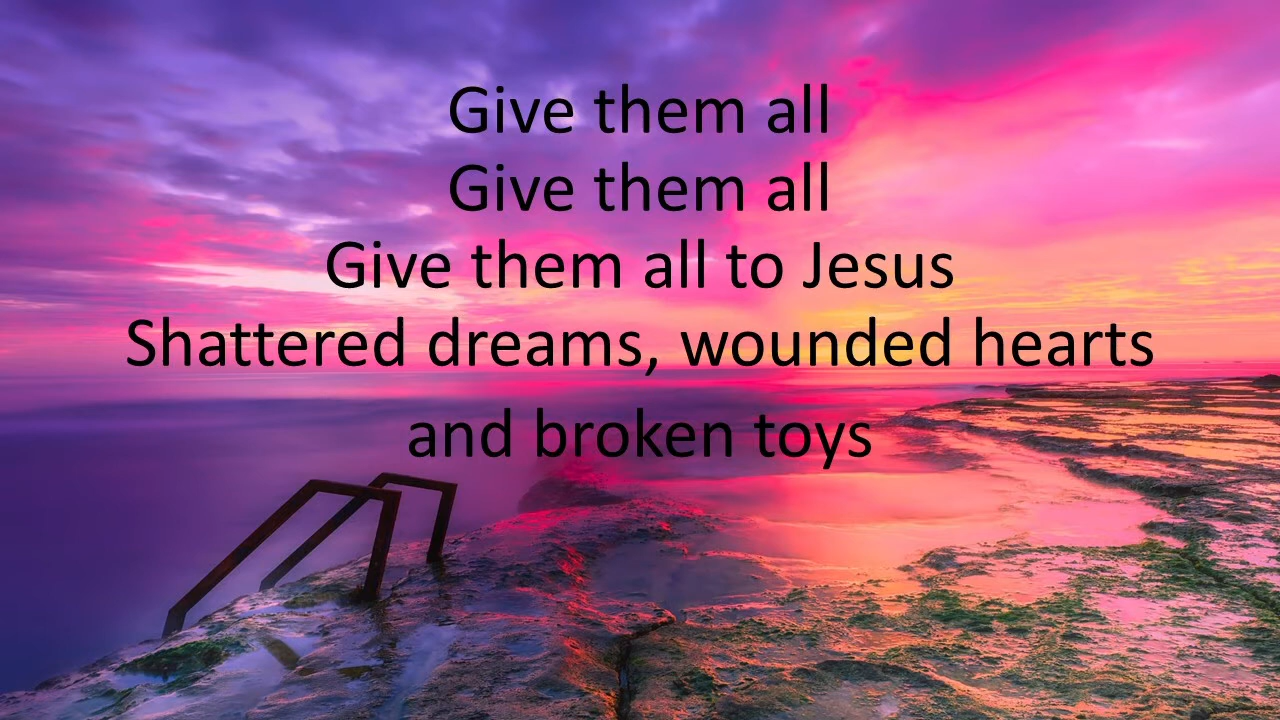 Give them all
Give them all
Give them all to Jesus
Shattered dreams, wounded hearts
and broken toys